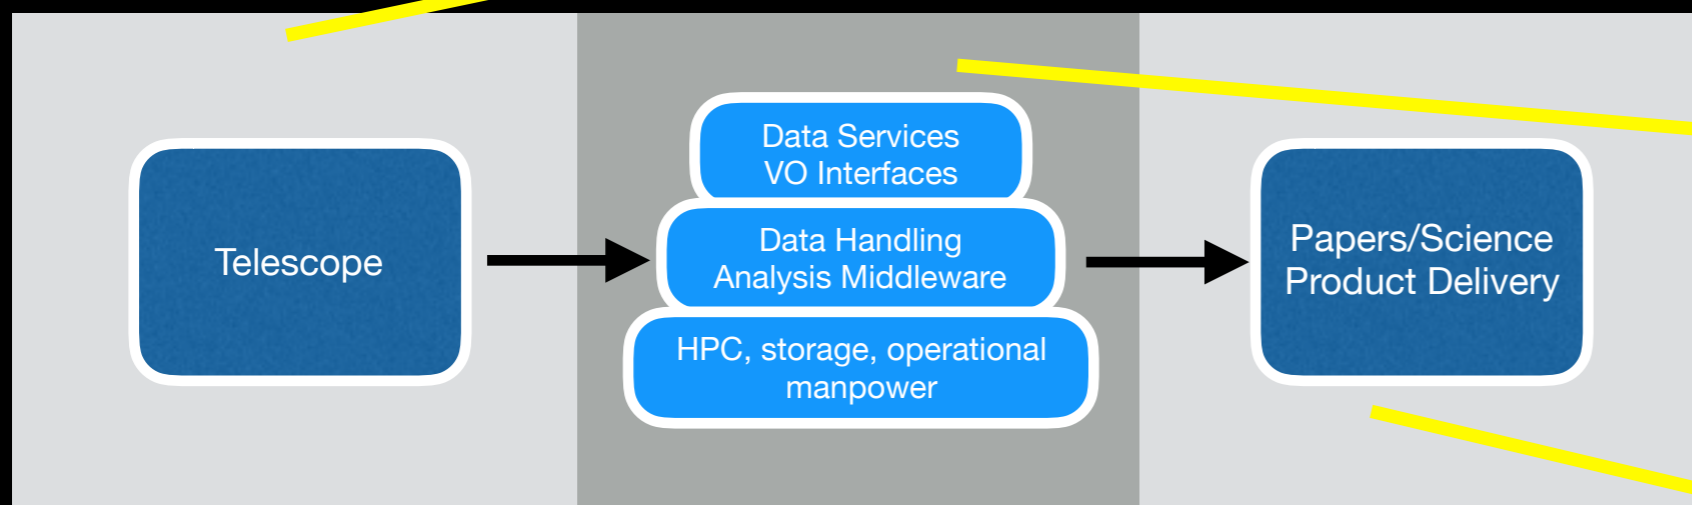 Telescope
Data Services
VO Interfaces
Data Handling
Analysis Middleware
HPC, storage, operational
manpower
Papers/Science
Product Delivery